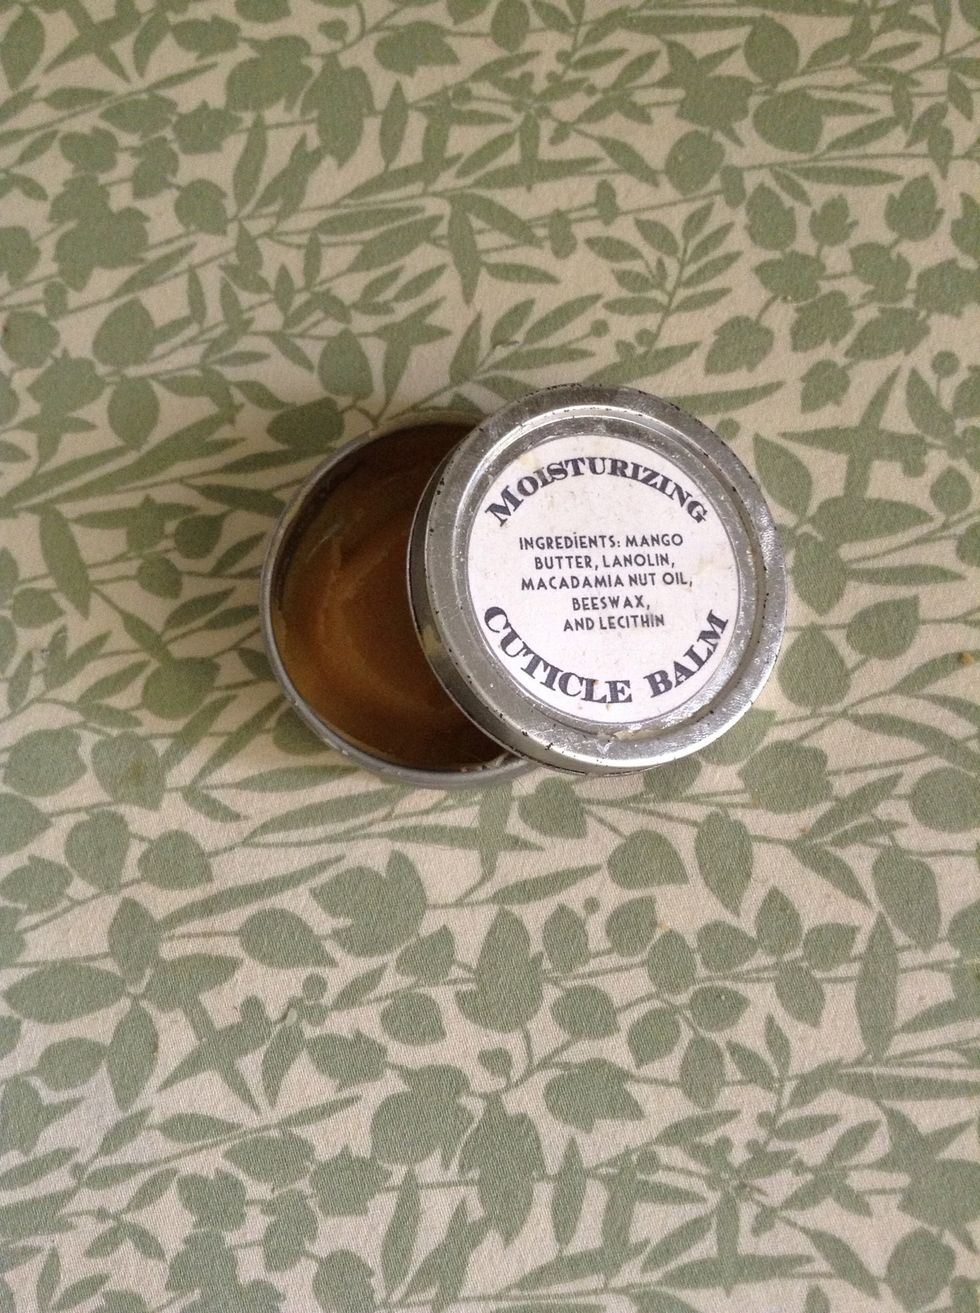 MOISTURIZING
INGREDIENTS: MANGO
BUTTER, LANOLIN,
MACADAMIA NUT OIL,
BEESWAX,
AND LECITHIN
CUTICLE BALM